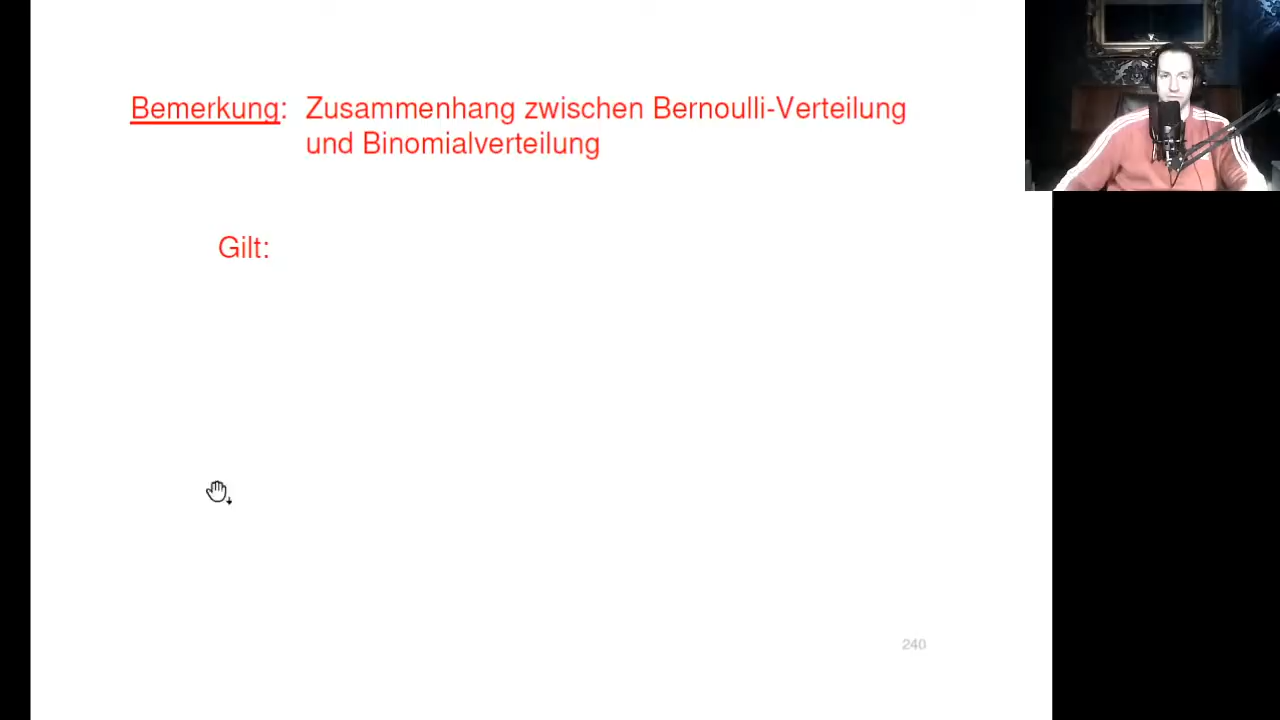 Bemerkung: Zusammenhang zwischen Bernoulli-Verteilung
und Binomialverteilung
Gilt:
240